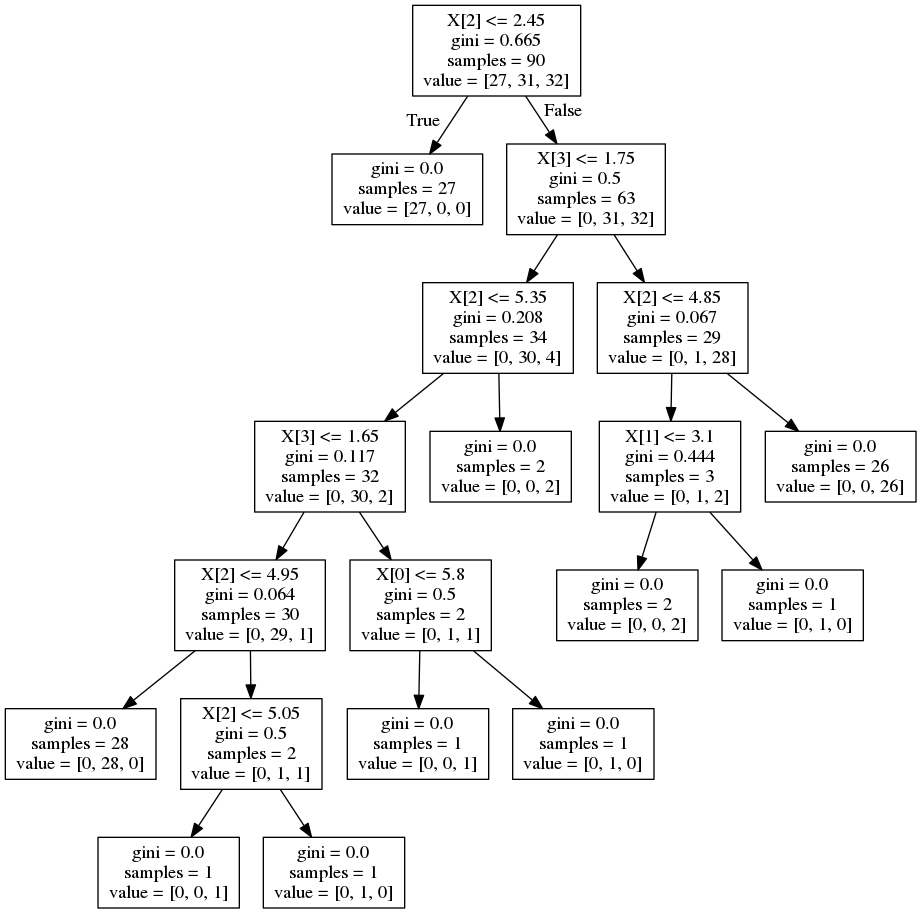 X[2] <= 2.45
gini = 0.665
samples = 90
value = [27, 31, 32]
True
False
gini = 0.0
samples = 27
value = [27, 0, 0]
X[3] <= 1.75
gini = 0.5
samples = 63
value = [0, 31, 32]
X[2] <= 5.35
gini = 0.208
samples = 34
value = [0, 30, 4]
X[2] <= 4.85
gini = 0.067
samples = 29
value = [0, 1, 28]
X[3] <= 1.65
gini = 0.117
samples = 32
value = [0, 30, 2]
gini = 0.0
samples = 2
value = [0, 0, 2]
X[1] <= 3.1
gini = 0.444
samples = 3
value = [0, 1, 2]
gini = 0.0
samples = 26
value = [0, 0, 26]
X[2] <= 4.95
gini = 0.064
samples = 30
value = [0, 29, 1]
X[0] <= 5.8
gini = 0.5
samples = 2
value = [0, 1, 1]
gini = 0.0
samples = 2
value = [0, 0, 2]
gini = 0.0
samples = 1
value = [0, 1, 0]
gini = 0.0
samples = 28
value = [0, 28, 0]
X[2] <= 5.05
gini = 0.5
samples = 2
value = [0, 1, 1]
gini = 0.0
samples = 1
value = [0, 0, 1]
gini = 0.0
samples = 1
value = [0, 1, 0]
gini = 0.0
samples = 1
value = [0, 0, 1]
gini = 0.0
samples = 1
value = [0, 1, 0]